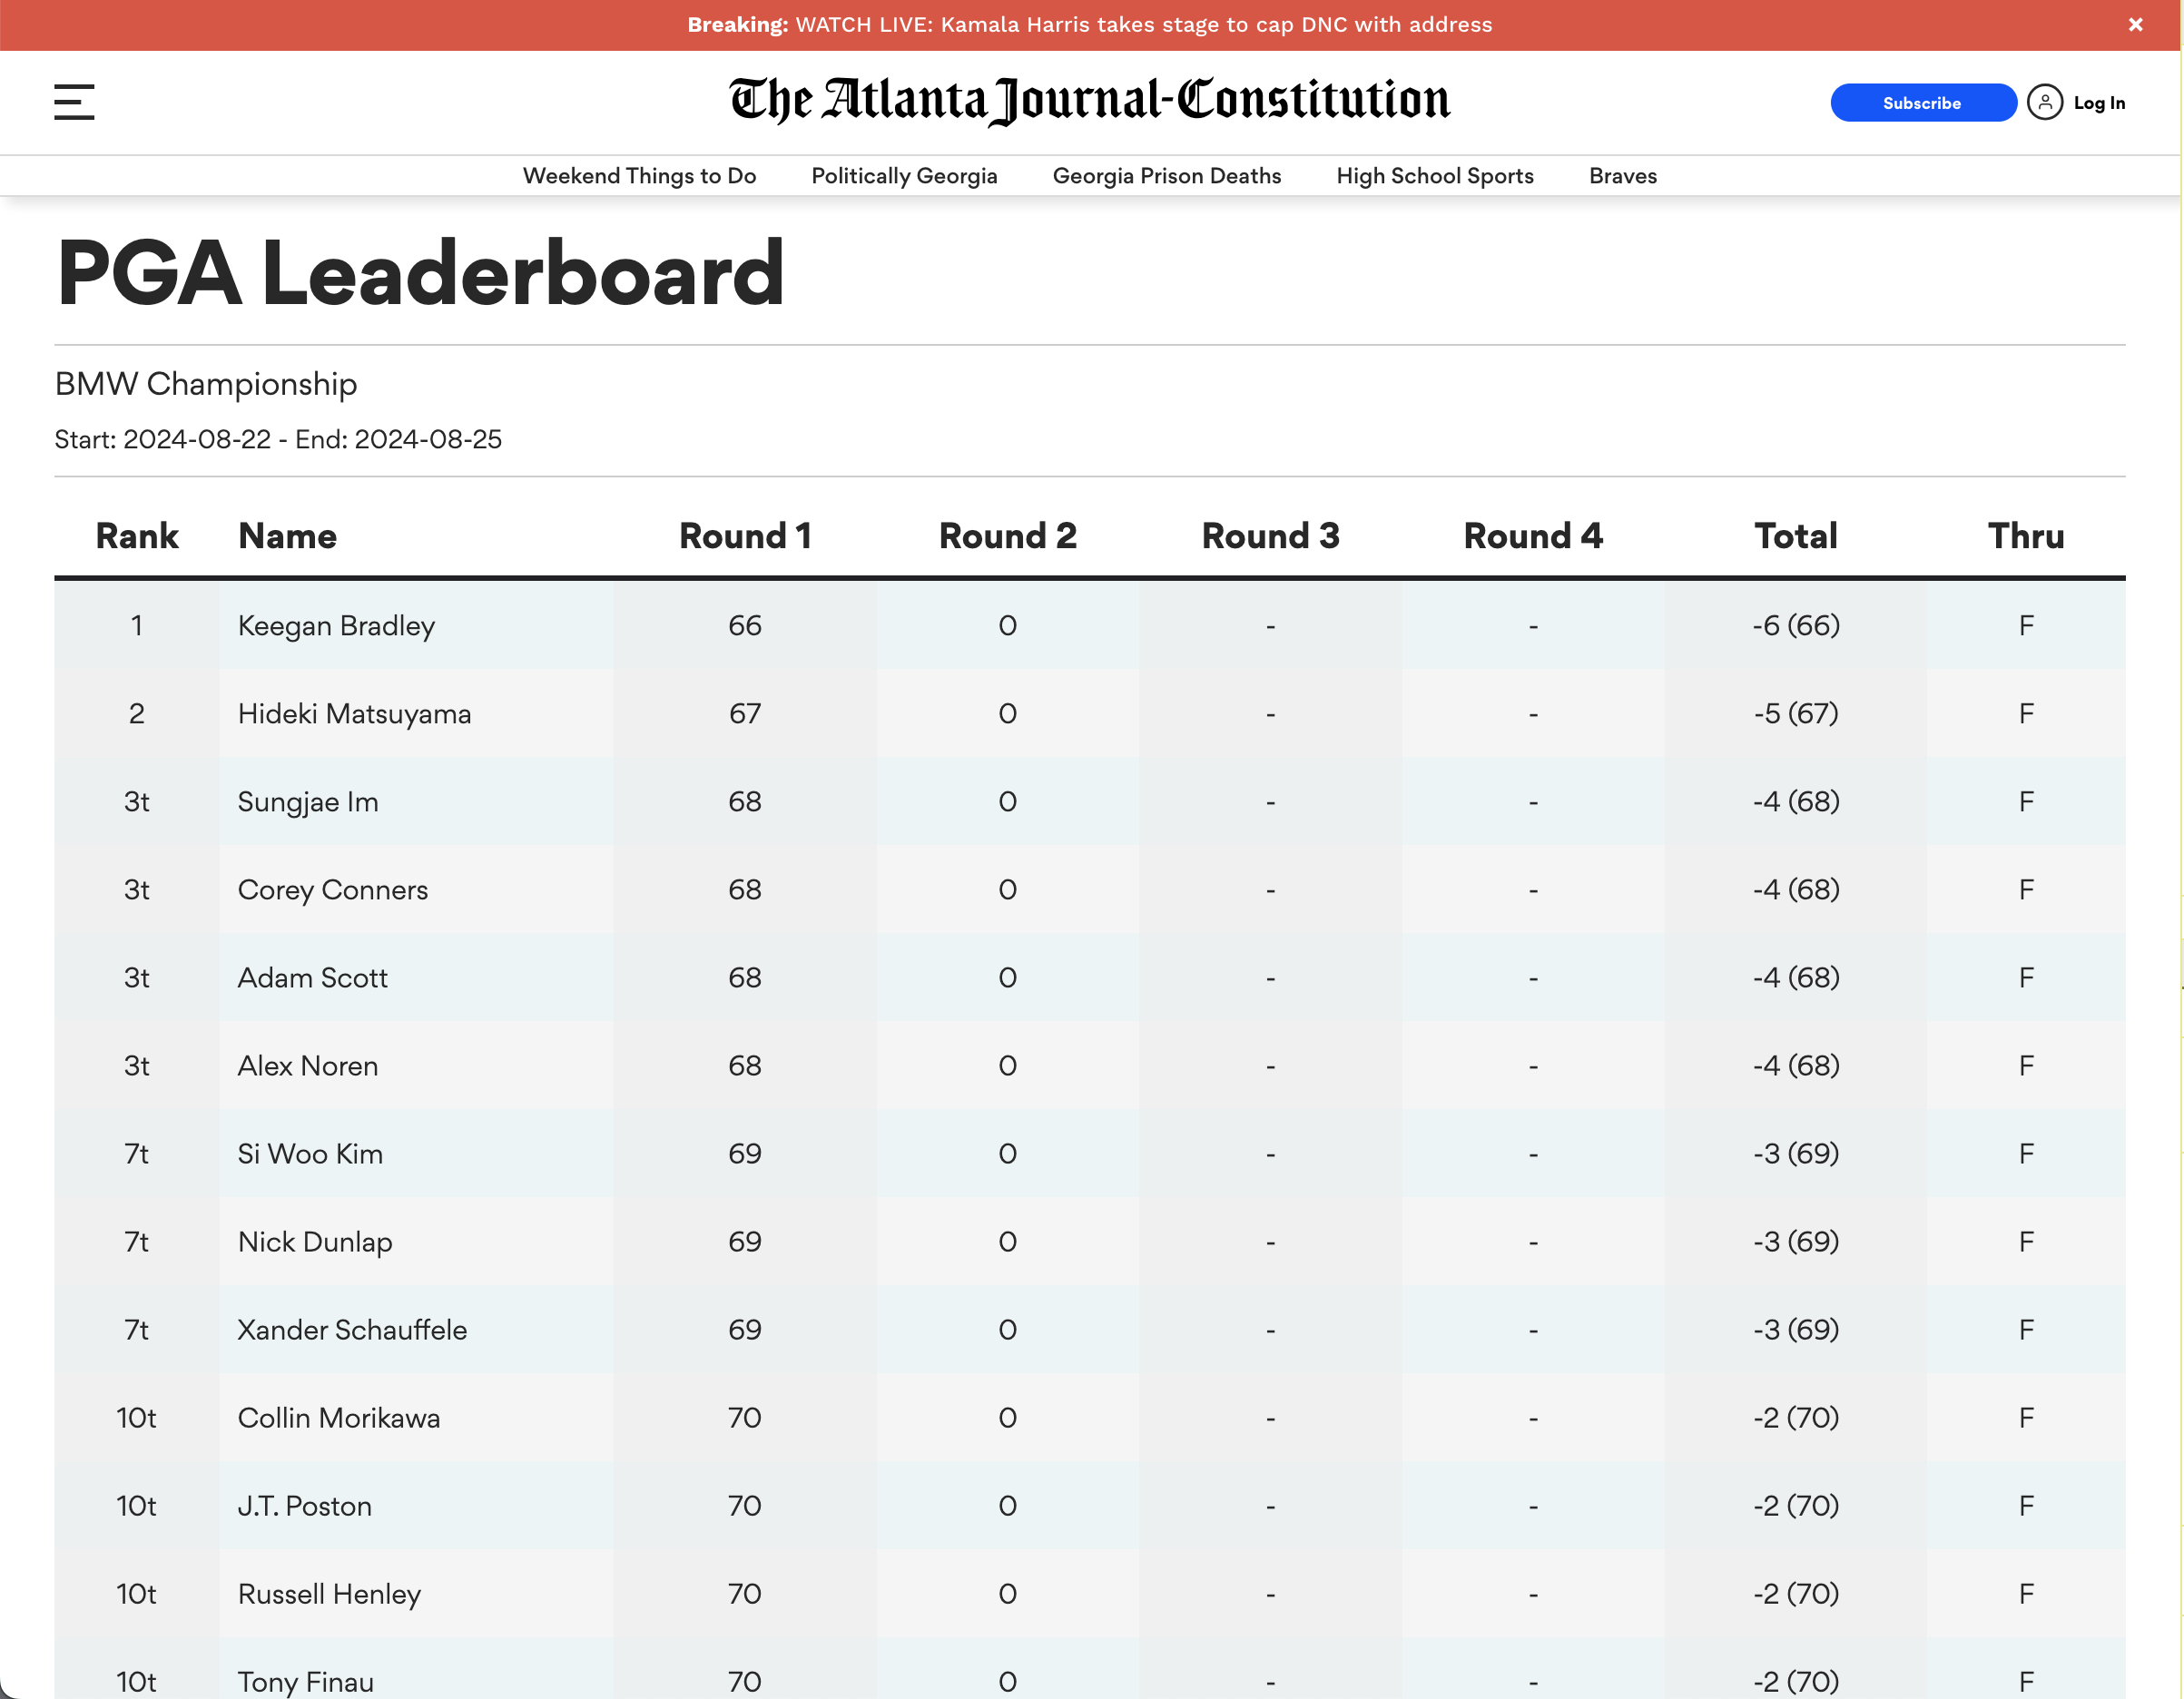 Breaking: WATCH LIVE: Kamala Harris takes stage to cap DNC with address
The Atlanta Journal-Constitution
Subscribe Log In
Weekend Things to Do Politically Georgia Georgia Prison Deaths High School Sports Braves
PGA Leaderboard
BMW Championship
Start: 2024-08-22 - End: 2024-08-25
Rank Name Round 1 Round 2 Round 3 Round 4 Total Thru
1 Keegan Bradley 66 0 - - -6 (66) F
2 Hideki Matsuyama 67 0 - - -5 (67) F
3t Sungjae Im 68 0 - - -4 (68) F
3t Corey Conners 68 0 - - -4 (68) F
3t Adam Scott 68 0 - - -4 (68) F
3t Alex Noren 68 0 - - -4 (68) F
7t Si Woo Kim 69 0 - - -3 (69) F
7t Nick Dunlap 69 0 - - -3 (69) F
7t Xander Schauffele 69 0 - - -3 (69) F
10t Collin Morikawa 70 0 - - -2 (70) F
10t J.T. Poston 70 0 - - -2 (70) F
10t Russell Henley 70 0 - - -2 (70) F
10t Tony Finau 70 0 - - -2 (70) F